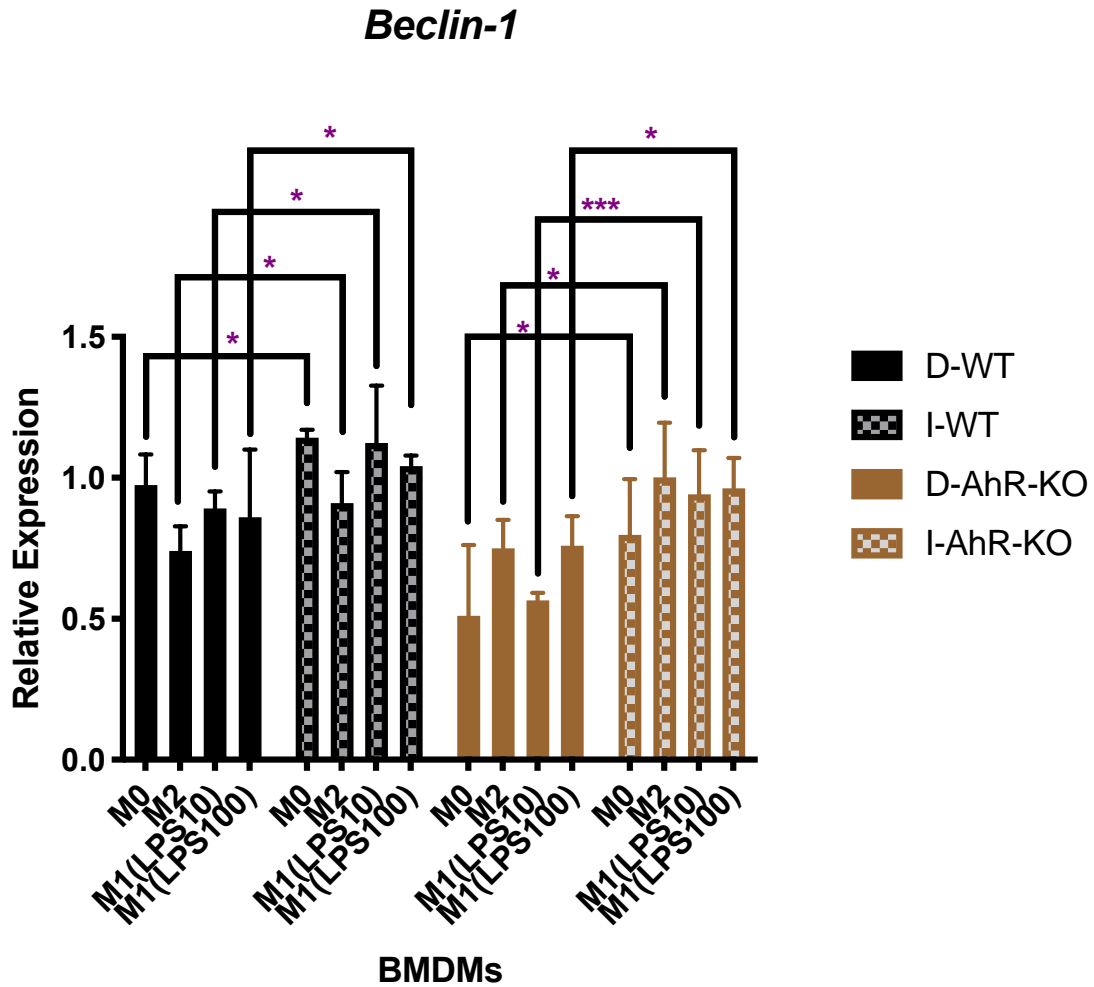 Beclin-1
*
*
*
***
*
*
*
*
1.5
1.0
0.5
0.0
Relative Expression
M0
M2
M1(LPS10)
M1(LPS100)
M0
M2
M1(LPS10)
M1(LPS100)
M0
M2
M1(LPS10)
M1(LPS100)
M0
M2
M1(LPS10)
M1(LPS100)
BMDMs
D-WT
I-WT
D-AhR-KO
I-AhR-KO